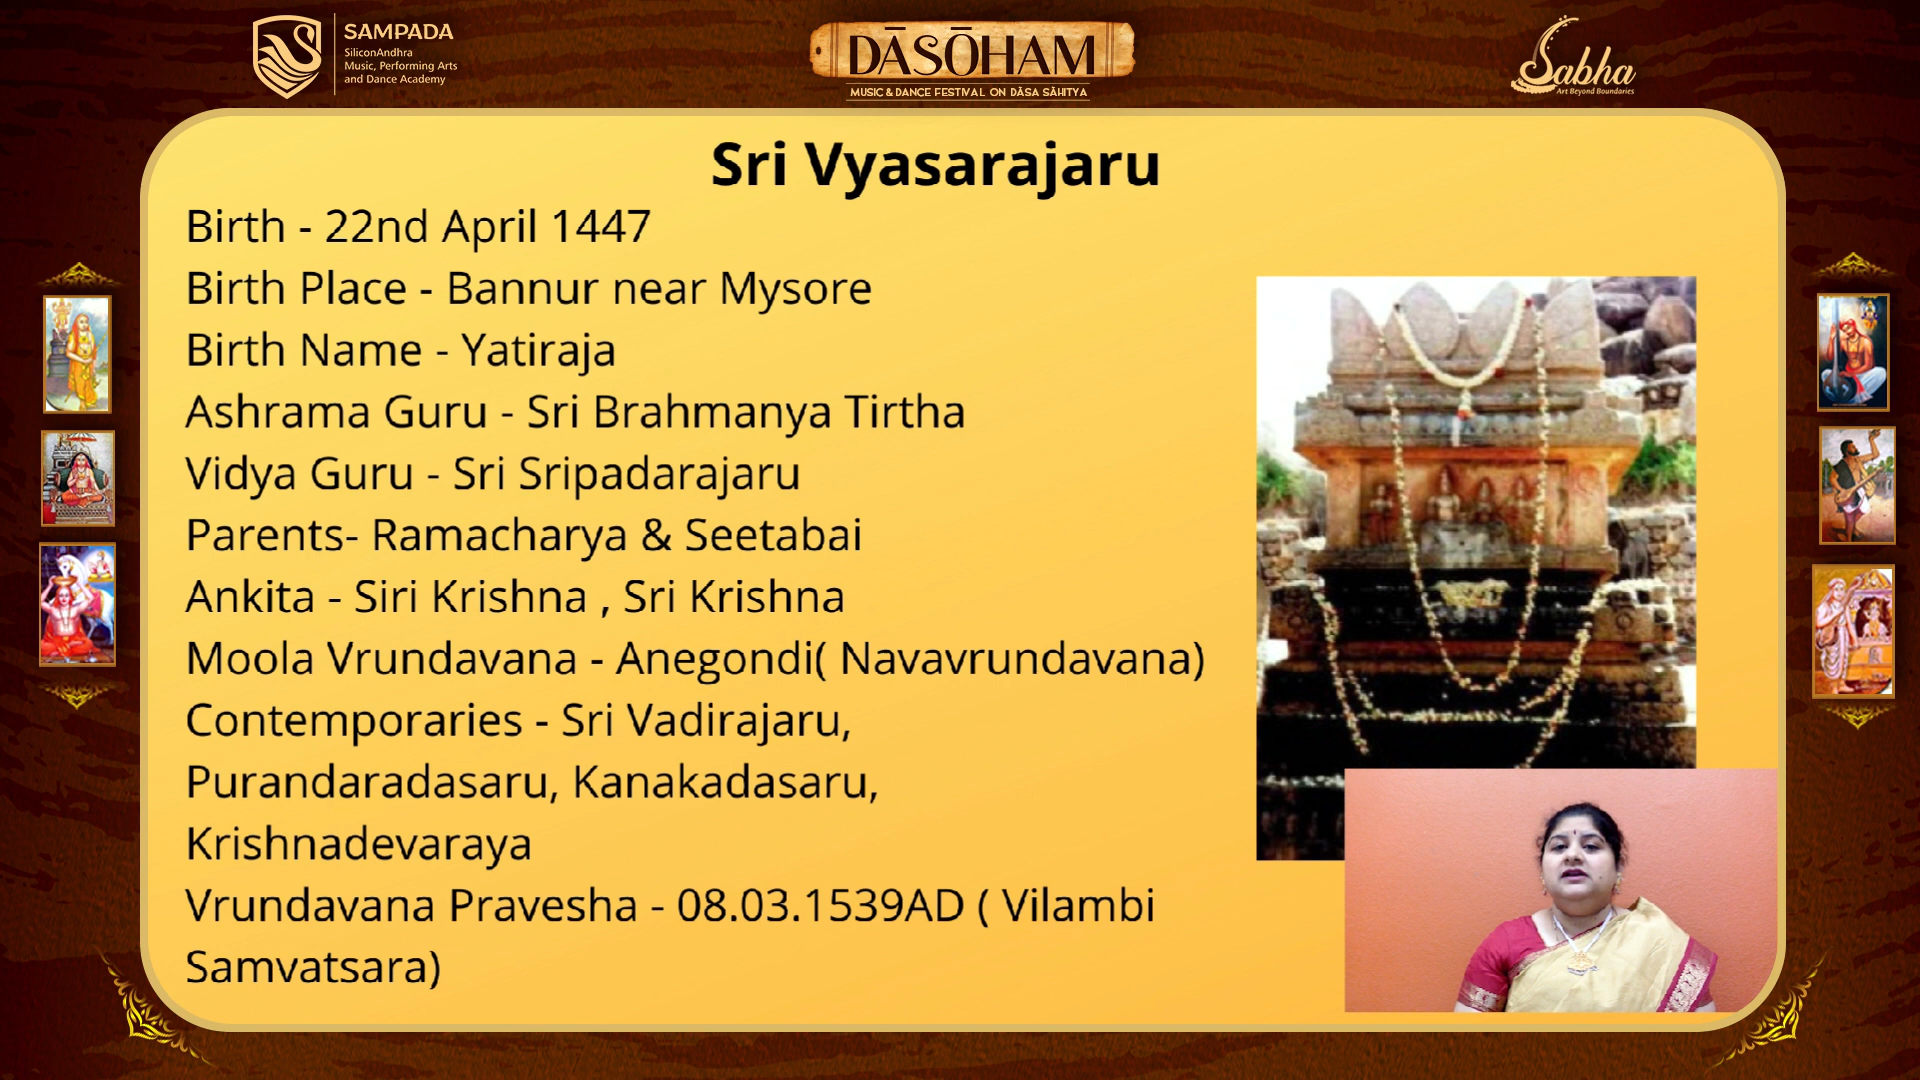 SAMPADA
SiliconAndhra
Music, Performing Arts
and Dance Academy
DĀSŌHAM
MUSIC & DANCE FESTIVAL ON DĀSA SĀHITYA
Sabha
Art Beyond Boundaries
Sri Vyasarajaru
Birth - 22nd April 1447
Birth Place - Bannur near Mysore
Birth Name - Yatiraja
Ashrama Guru - Sri Brahmanya Tirtha
Vidya Guru - Sri Sripadarajaru
Parents- Ramacharya & Seetabai
Ankita - Siri Krishna , Sri Krishna
Moola Vrundavana - Anegondi( Navavrundavana)
Contemporaries - Sri Vadirajaru,
Purandaradasaru, Kanakadasaru,
Krishnadevaraya
Vrundavana Pravesha - 08.03.1539AD ( Vilambi
Samvatsara)